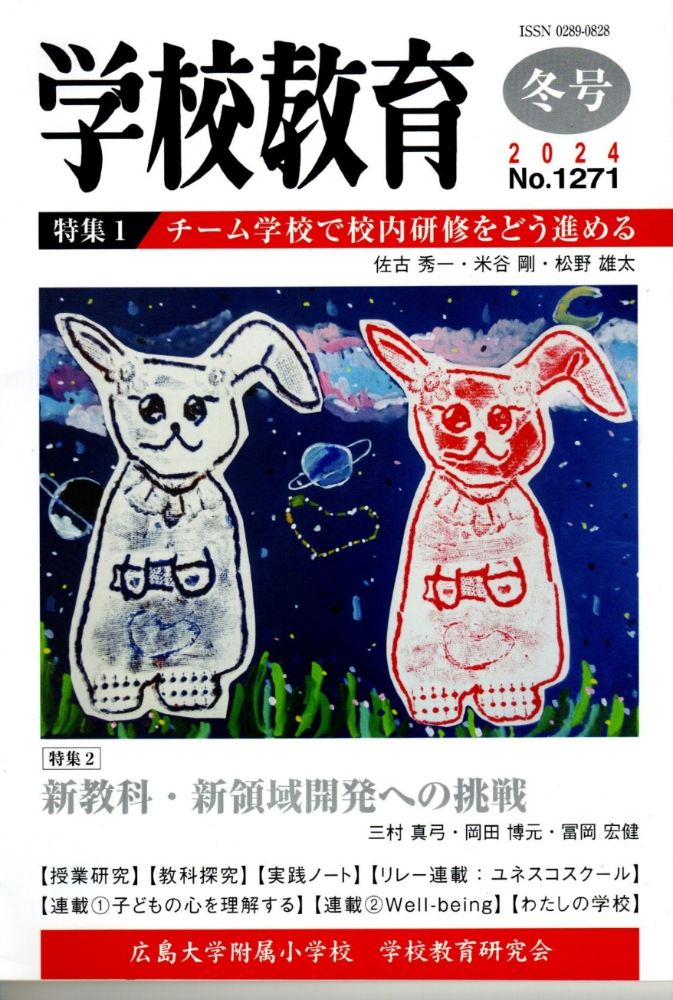 ISSN 0289-0828
学校教育
冬号
2024
No.1271
特集1 チーム学校で校内研修をどう進める
佐古 秀一・米谷 剛・松野 雄太
特集2
新教科・新領域開発への挑戦
三村 真弓・岡田 博元・冨岡 宏健
【授業研究】【教科探究】【実践ノート】【リレー連載：ユネスコスクール】
【連載①子どもの心を理解する】【連載②Well-being】【わたしの学校】
広島大学附属小学校 学校教育研究会